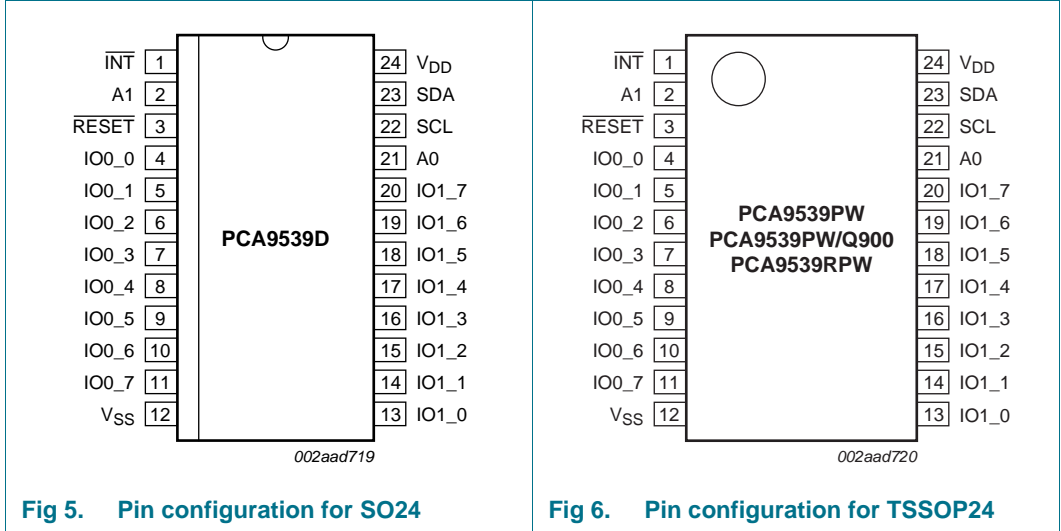 INT 1
A1 2
RESET 3
IO0_0 4
IO0_1 5
IO0_2 6
IO0_3 7
IO0_4 8
IO0_5 9
IO0_6 10
IO0_7 11
VSS 12
PCA9539D
24 VDD
23 SDA
22 SCL
21 A0
20 IO1_7
19 IO1_6
18 IO1_5
17 IO1_4
16 IO1_3
15 IO1_2
14 IO1_1
13 IO1_0
002aad719
Fig 5. Pin configuration for SO24
INT 1
A1 2
RESET 3
IO0_0 4
IO0_1 5
IO0_2 6
IO0_3 7
IO0_4 8
IO0_5 9
IO0_6 10
IO0_7 11
VSS 12
PCA9539PW
PCA9539PW/Q900
PCA9539RPW
24 VDD
23 SDA
22 SCL
21 A0
20 IO1_7
19 IO1_6
18 IO1_5
17 IO1_4
16 IO1_3
15 IO1_2
14 IO1_1
13 IO1_0
002aad720
Fig 6. Pin configuration for TSSOP24